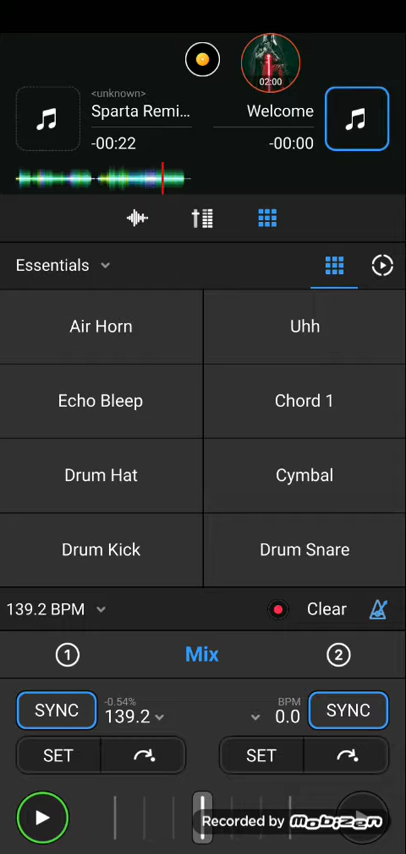 02:00
<unknown>
Sparta Remi...
-00:22
Welcome
-00:00
Essentials
Air Horn
Uhh
Echo Bleep
Chord 1
Drum Hat
Cymbal
Drum Kick
Drum Snare
139.2 BPM
Clear
1
Mix
2
SYNC
-0.54%
139.2
BPM
0.0
SYNC
SET
SET
Recorded by Mobizen